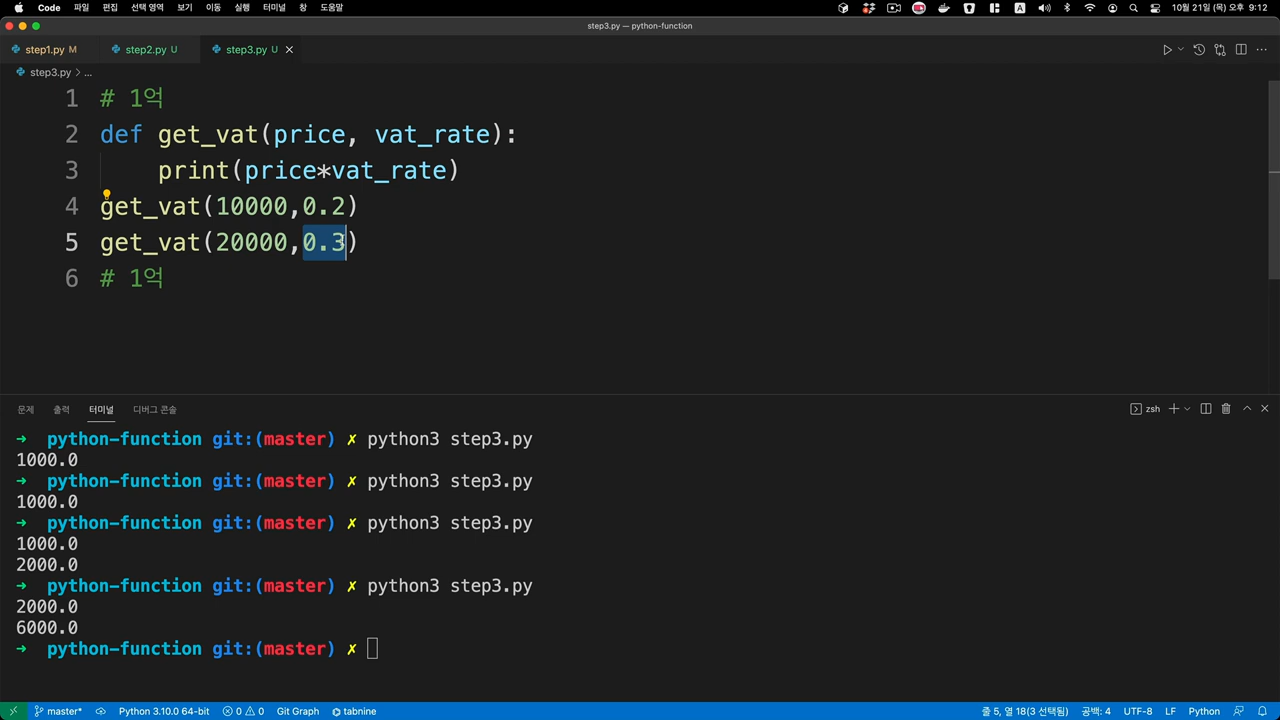 Code 파일 편집 선택 영역 보기 이동 실행 터미널 창 도움말 A 10월 21일 (목) 오후 9:12
step3.py — python-function
step1.py M step2.py U step3.py U
step3.py > ...
1 # 1억
2 def get_vat(price, vat_rate):
3 print(price*vat_rate)
4 get_vat(10000,0.2)
5 get_vat(20000,0.3)
6 # 1억
문제 출력 터미널 디버그 콘솔 zsh
➜ python-function git:(master) ✗ python3 step3.py
1000.0
➜ python-function git:(master) ✗ python3 step3.py
1000.0
➜ python-function git:(master) ✗ python3 step3.py
1000.0
2000.0
➜ python-function git:(master) ✗ python3 step3.py
2000.0
6000.0
➜ python-function git:(master) ✗
master* Python 3.10.0 64-bit 0 0 Git Graph tabnine 줄 5, 열 18(3 선택됨) 공백: 4 UTF-8 LF Python